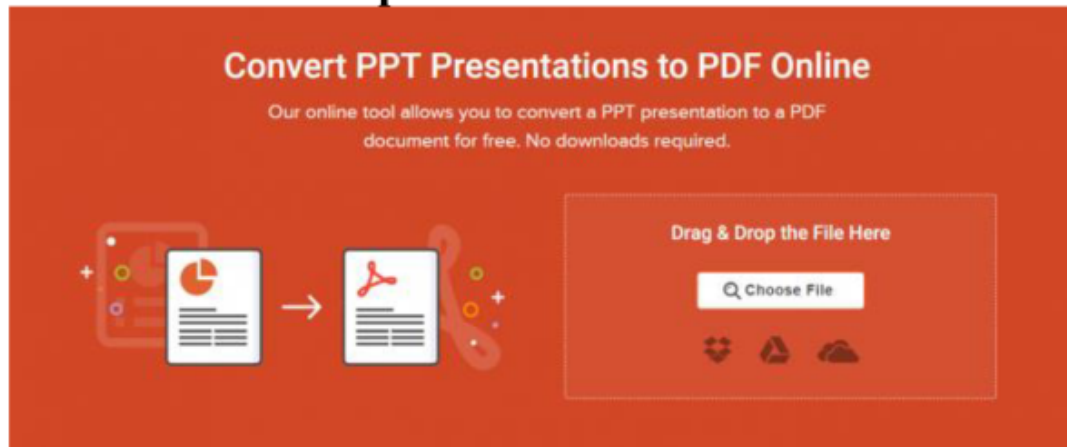 Convert PPT Presentations to PDF Online
Our online tool allows you to convert a PPT presentation to a PDF
document for free. No downloads required.
Drag & Drop the File Here
Choose File